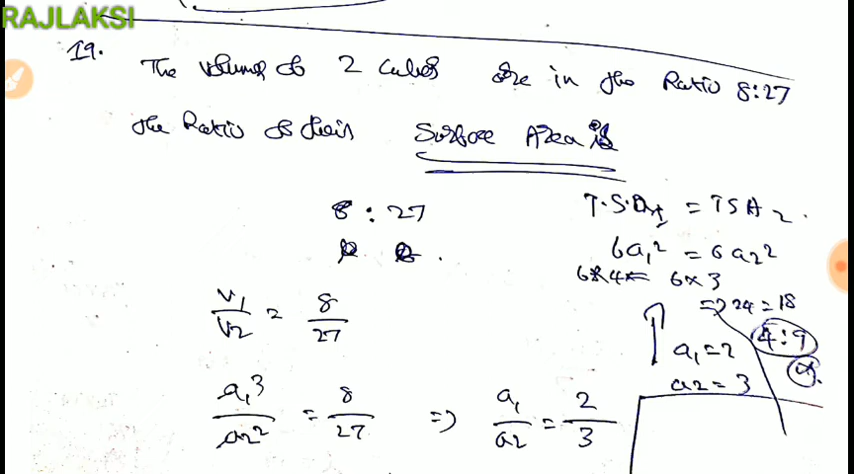 RAJLAKSI
19. The volumes of 2 Cubes are in the Ratio 8:27
the Ratio of their Surface Area is
8 : 27
T.S.A1 = TSA2.
6a₁² = 6a₂²
6×4 = 6×3
=> 24 = 18
4:9
V1/V2 = 8/27
a₁ = 2
a2 = 3
a₁³/a2² = 8/27 => a₁/a2 = 2/3